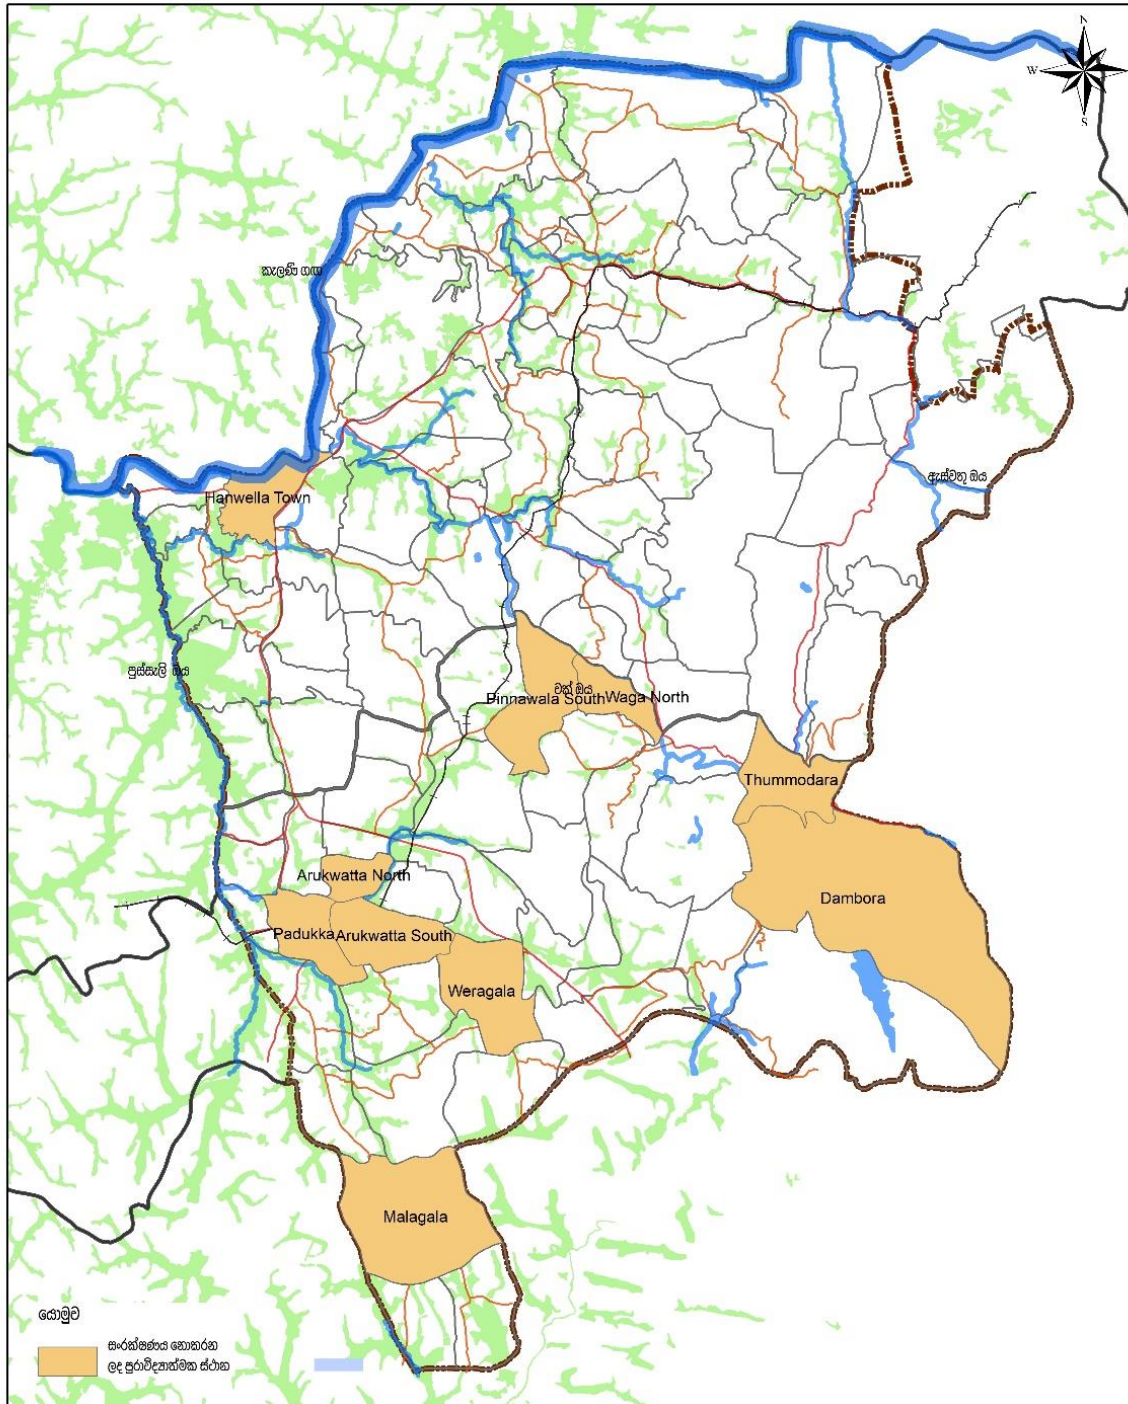 N
W
S
කැලණි ගඟ
ඇස්වතු ඔය
Hanwella Town
පුස්සැලි ඔය
වක් ඔය
Pinnawala South
Waga North
Thummodara
Arukwatta North
Dambora
Padukka
Arukwatta South
Weragala
Malagala
යොමුව
සංරක්ෂණය නොකරන
ලද පුරාවිද්‍යාත්මක ස්ථාන